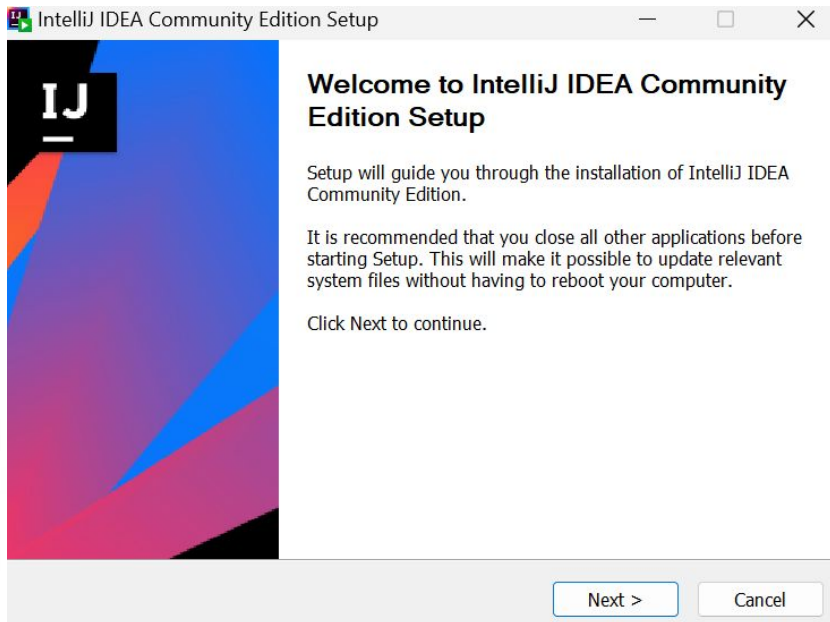 IntelliJ IDEA Community Edition Setup
IJ
Welcome to IntelliJ IDEA Community
Edition Setup
Setup will guide you through the installation of IntelliJ IDEA
Community Edition.
It is recommended that you close all other applications before
starting Setup. This will make it possible to update relevant
system files without having to reboot your computer.
Click Next to continue.
Next >
Cancel